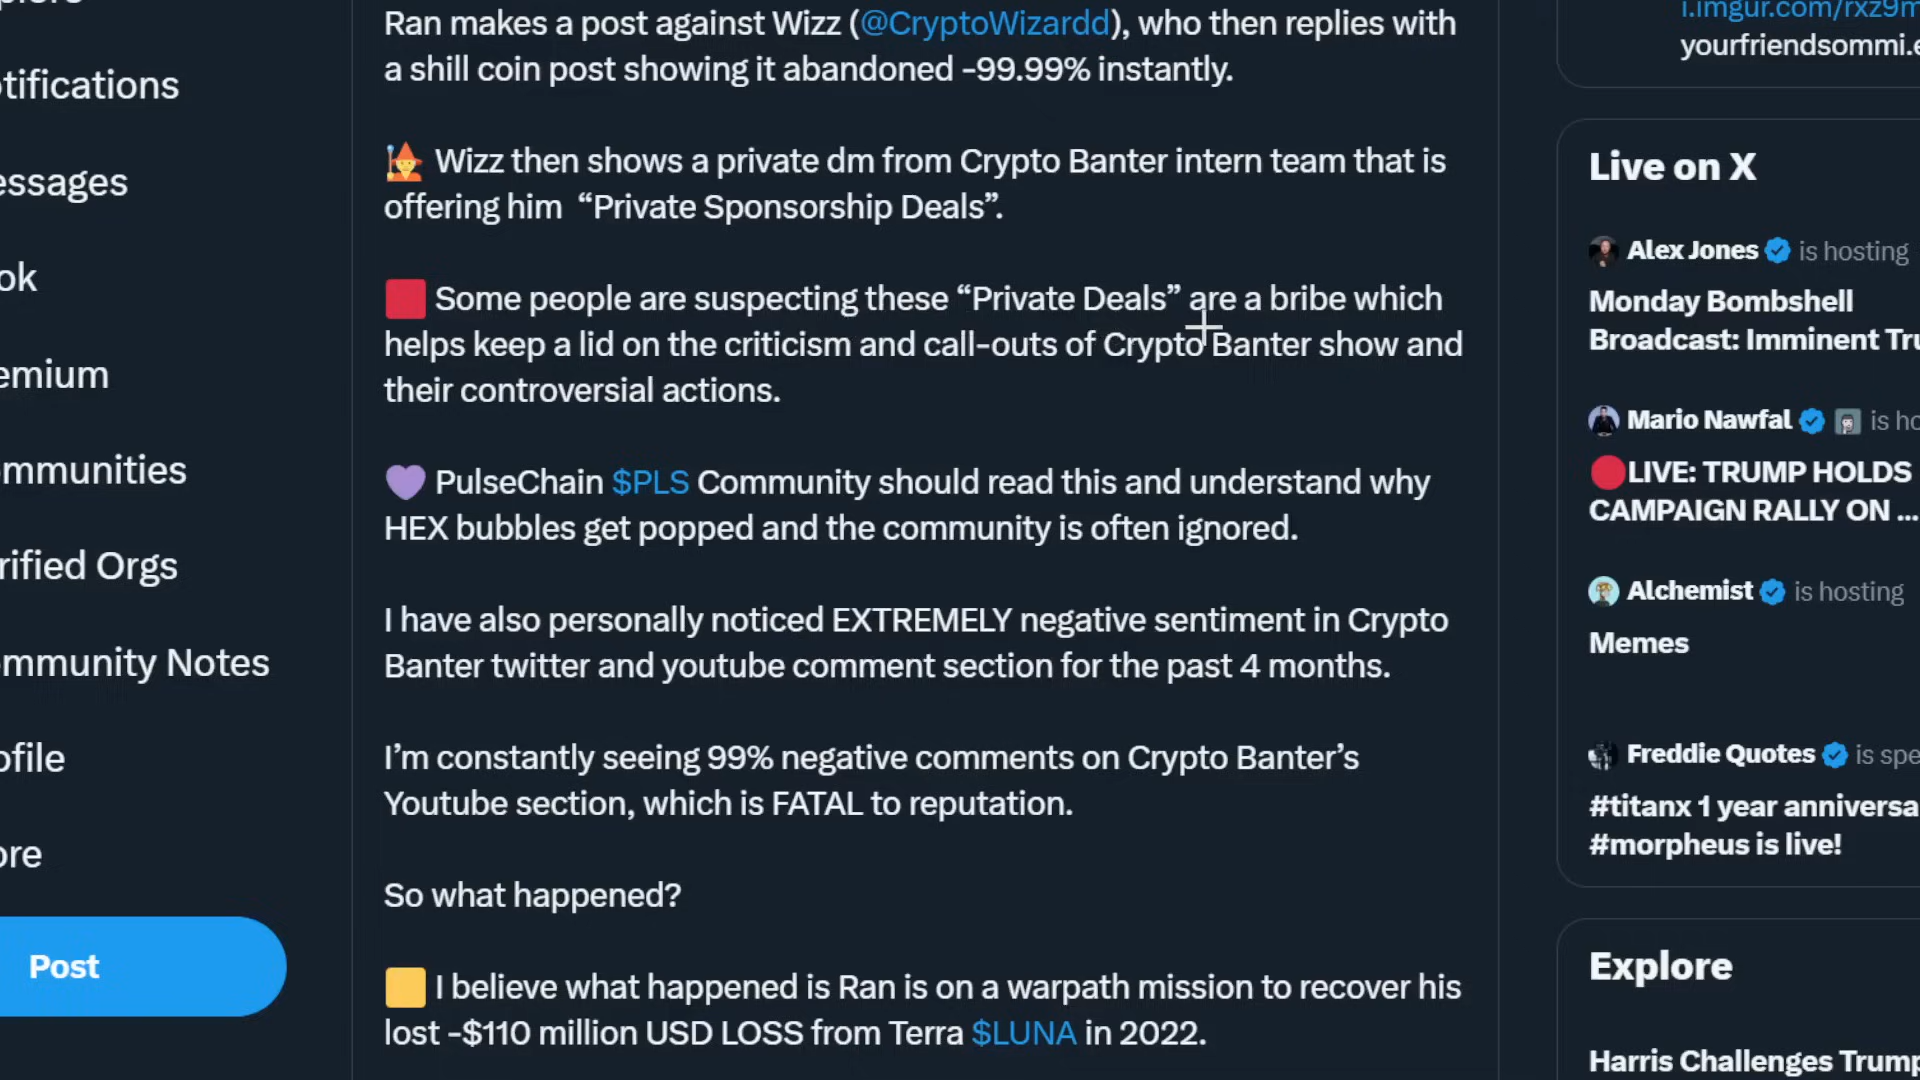 tifications
essages
ok
emium
mmunities
rified Orgs
mmunity Notes
ofile
ore
Post
Ran makes a post against Wizz (@CryptoWizardd), who then replies with
a shill coin post showing it abandoned -99.99% instantly.
Wizz then shows a private dm from Crypto Banter intern team that is
offering him “Private Sponsorship Deals”.
Some people are suspecting these “Private Deals” are a bribe which
helps keep a lid on the criticism and call-outs of Crypto Banter show and
their controversial actions.
PulseChain $PLS Community should read this and understand why
HEX bubbles get popped and the community is often ignored.
I have also personally noticed EXTREMELY negative sentiment in Crypto
Banter twitter and youtube comment section for the past 4 months.
I’m constantly seeing 99% negative comments on Crypto Banter’s
Youtube section, which is FATAL to reputation.
So what happened?
I believe what happened is Ran is on a warpath mission to recover his
lost -$110 million USD LOSS from Terra $LUNA in 2022.
i.imgur.com/rxz9m
yourfriendsommi.e
Live on X
Alex Jones is hosting
Monday Bombshell
Broadcast: Imminent Tru
Mario Nawfal is ho
LIVE: TRUMP HOLDS
CAMPAIGN RALLY ON ...
Alchemist is hosting
Memes
Freddie Quotes is spe
#titanx 1 year anniversa
#morpheus is live!
Explore
Harris Challenges Trump